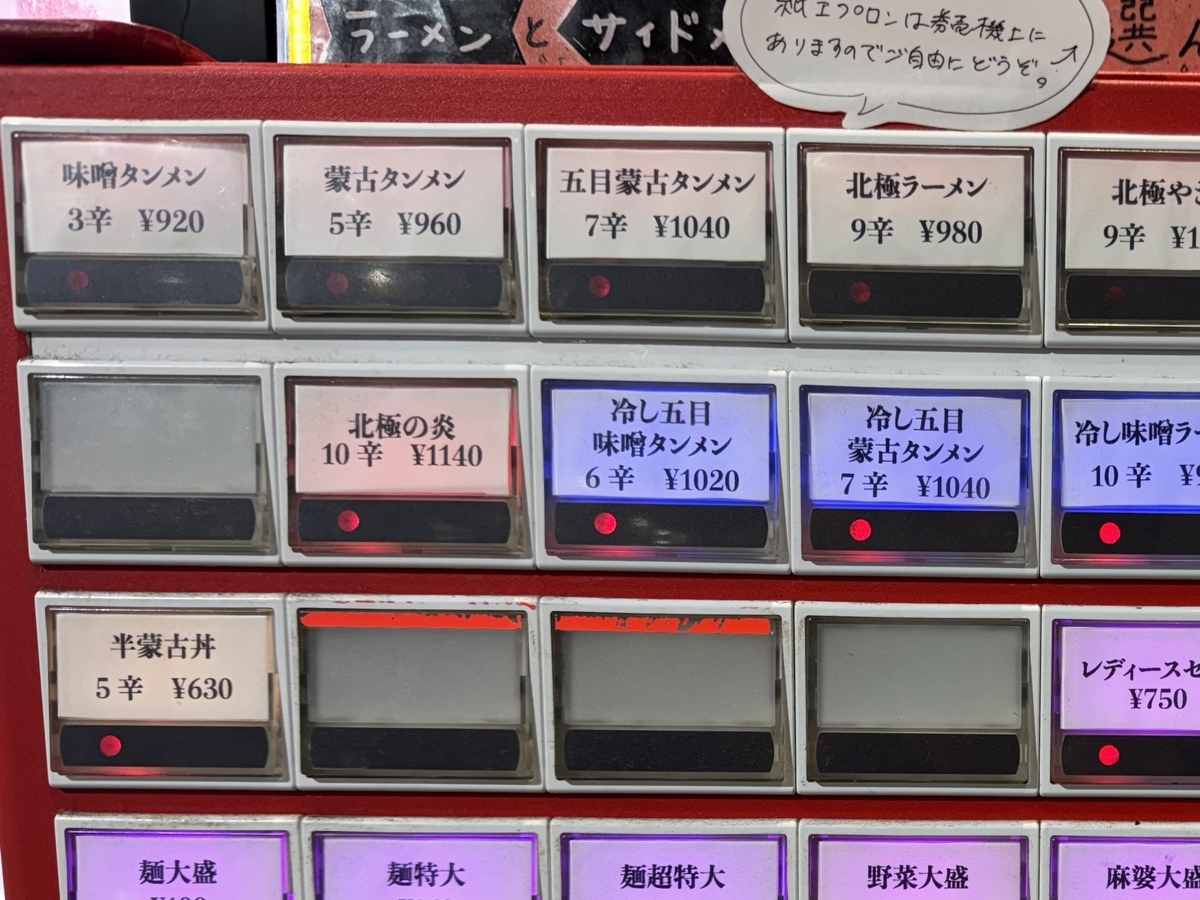 ラーメンと サイドメ
紙エプロンは券売機上に
ありますのでご自由にどうぞ。
選
味噌タンメン
3辛 ¥920
蒙古タンメン
5辛 ¥960
五目蒙古タンメン
7辛 ¥1040
北極ラーメン
9辛 ¥980
北極や
9辛 ¥1
北極の炎
10辛 ¥1140
冷し五目
味噌タンメン
6辛 ¥1020
冷し五目
蒙古タンメン
7辛 ¥1040
冷し味噌ラー
10辛 ¥9
半蒙古丼
5辛 ¥630
レディースセ
¥750
麺大盛
麺特大
麺超特大
野菜大盛
麻婆大盛